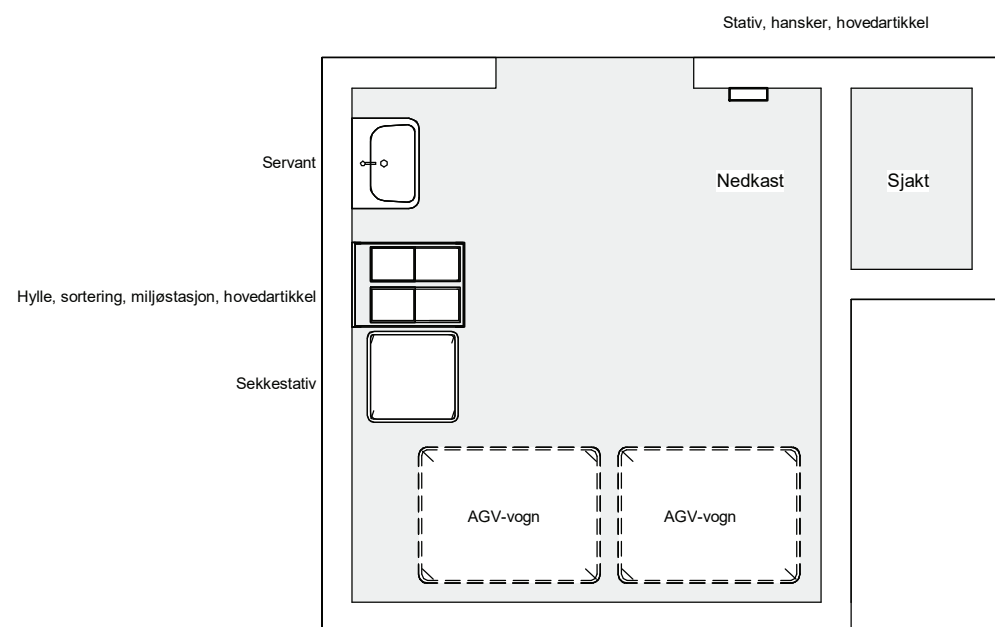 Stativ, hansker, hovedartikkel
Servant
Nedkast
Sjakt
Hylle, sortering, miljøstasjon, hovedartikkel
Sekkestativ
AGV-vogn
AGV-vogn